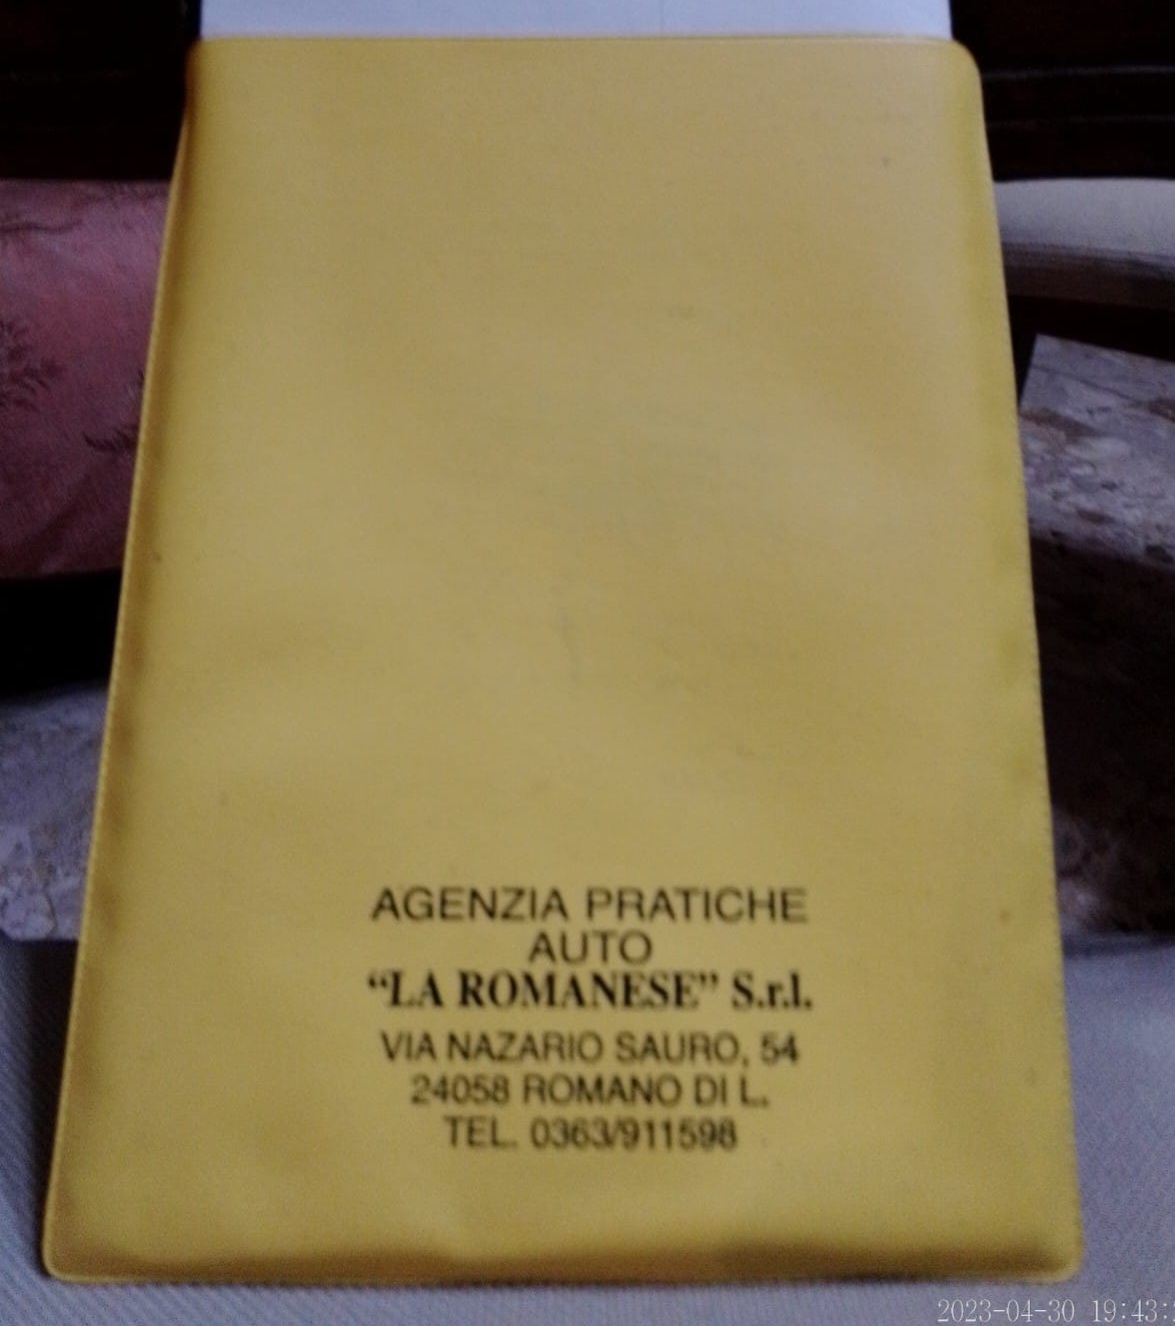 AGENZIA PRATICHE
AUTO
“LA ROMANESE” S.r.l.
VIA NAZARIO SAURO, 54
24058 ROMANO DI L.
TEL. 0363/911598
2023-04-30 19:43: